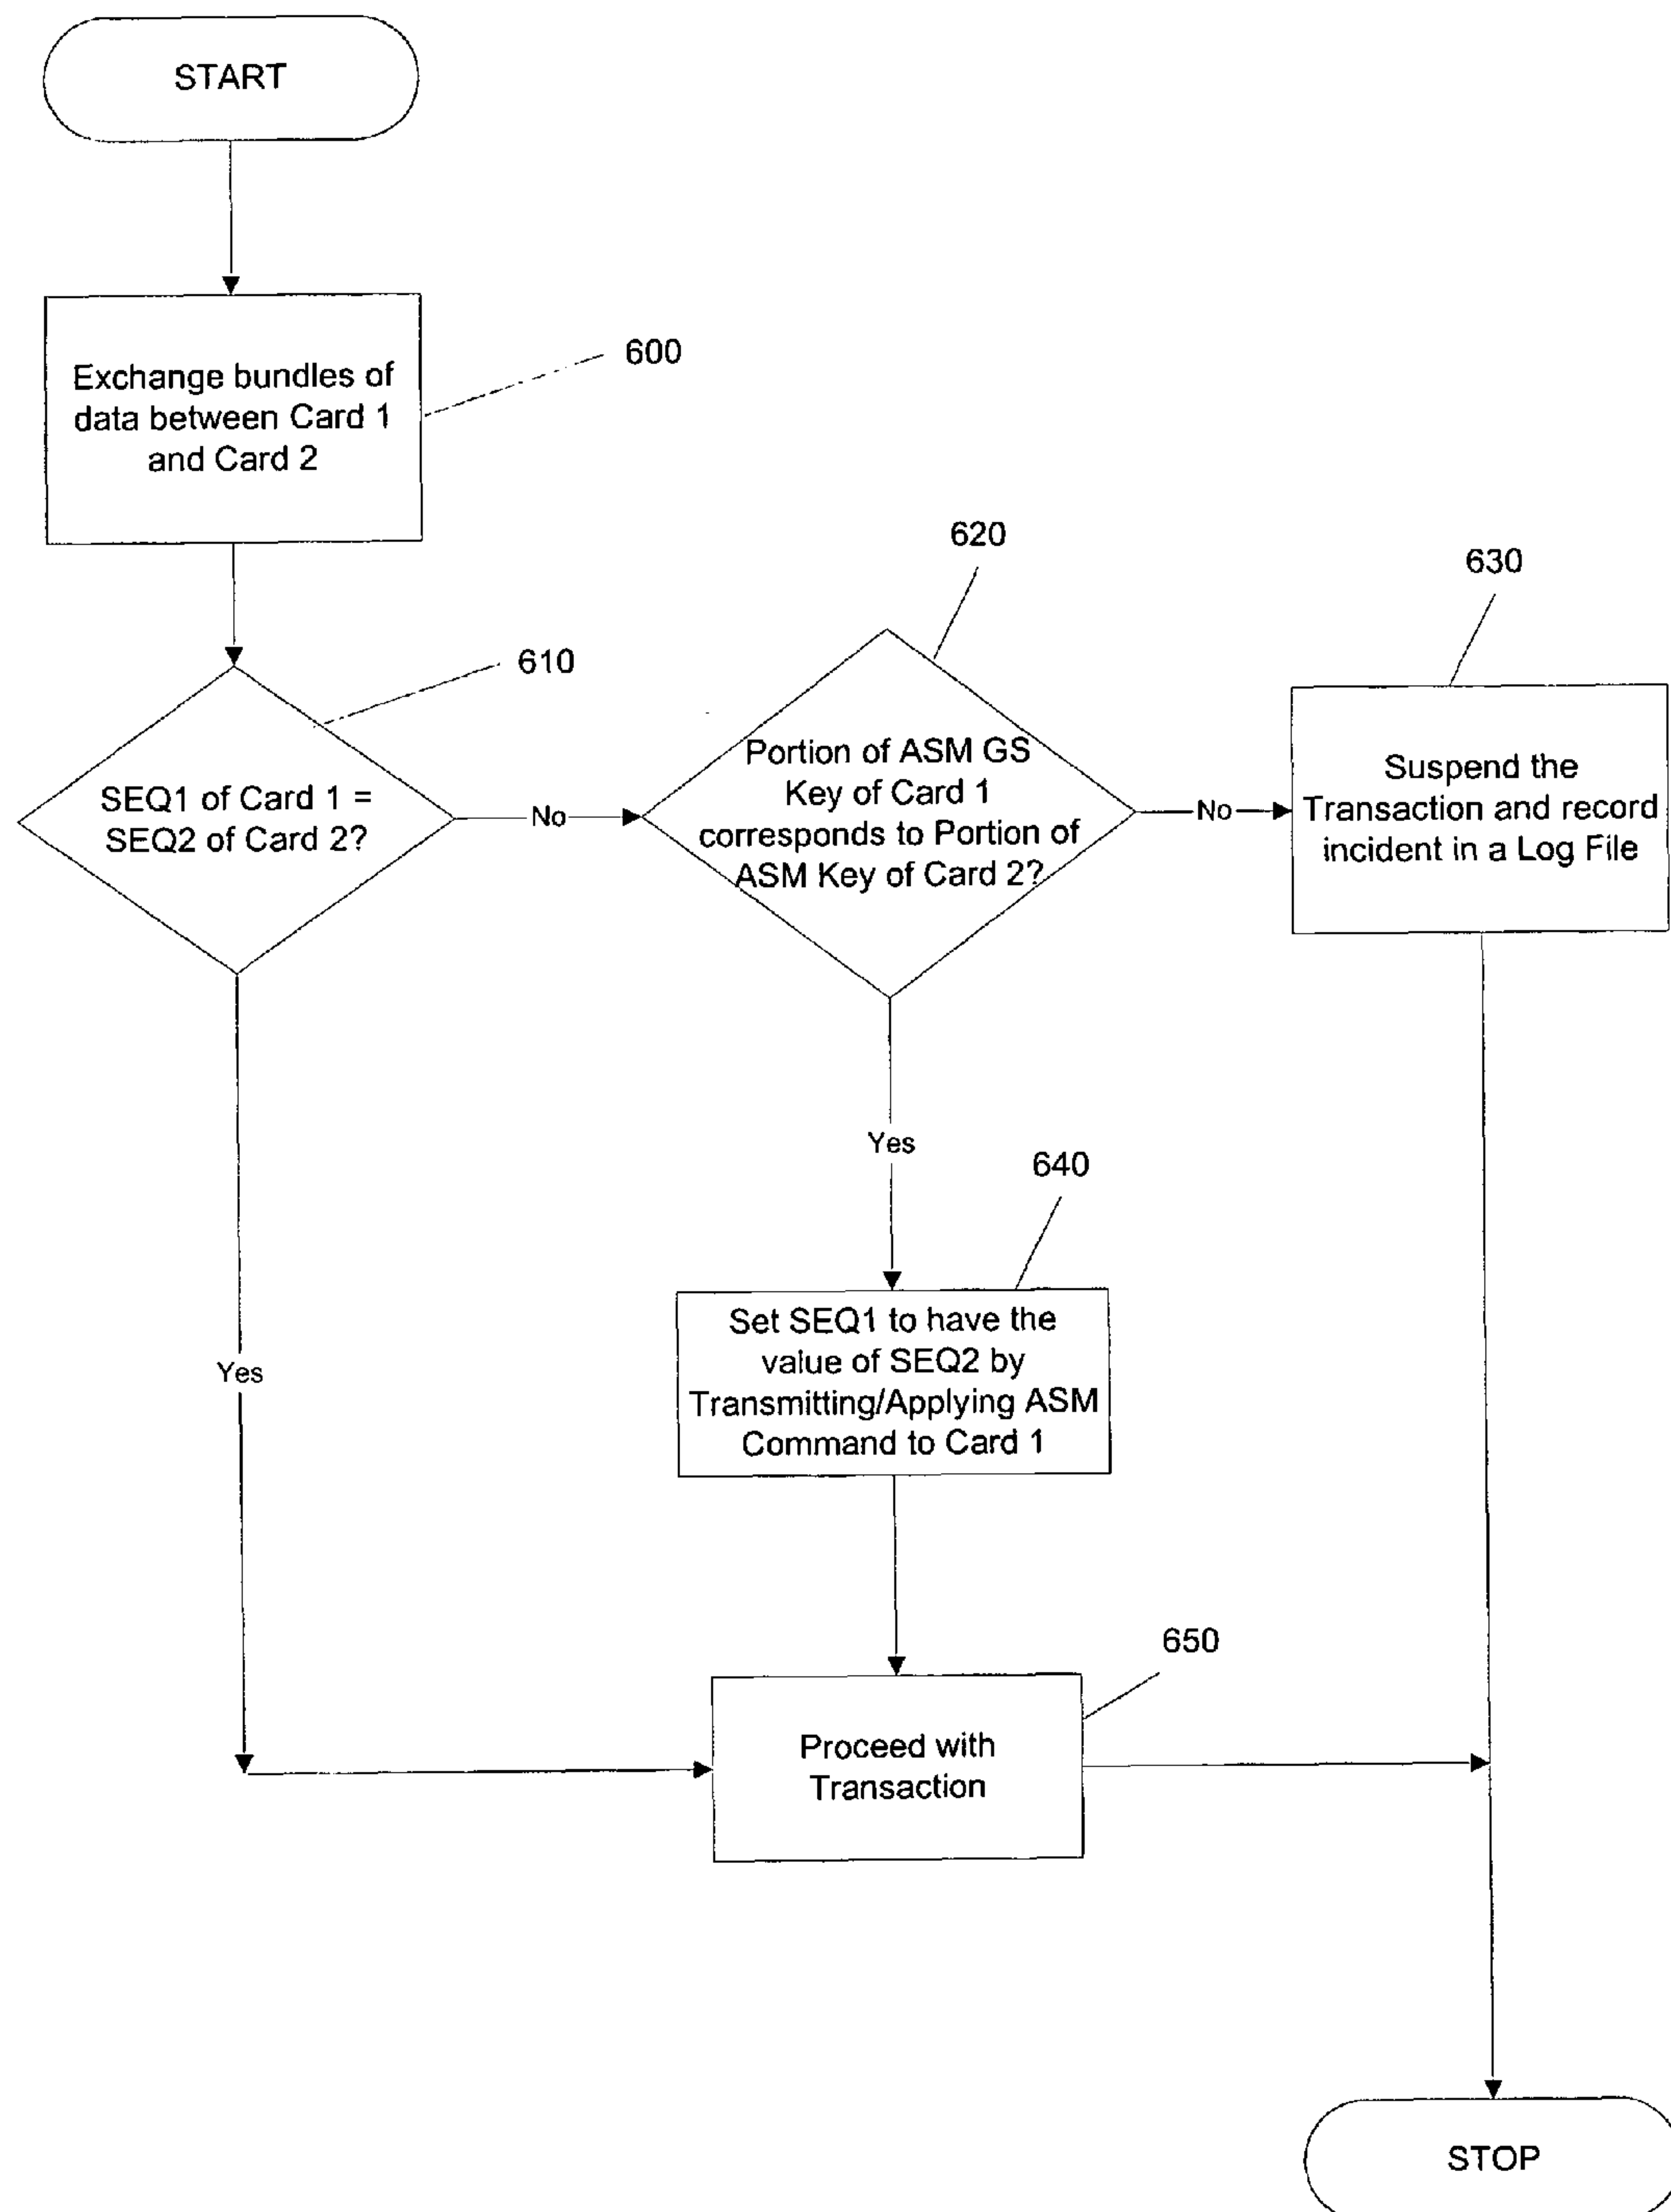 START
Exchange bundles of
data between Card 1
and Card 2
600
SEQ1 of Card 1 =
SEQ2 of Card 2?
610
No
Portion of ASM GS
Key of Card 1
corresponds to Portion of
ASM Key of Card 2?
620
No
Suspend the
Transaction and record
incident in a Log File
630
Yes
Yes
Set SEQ1 to have the
value of SEQ2 by
Transmitting/Applying ASM
Command to Card 1
640
Proceed with
Transaction
650
STOP